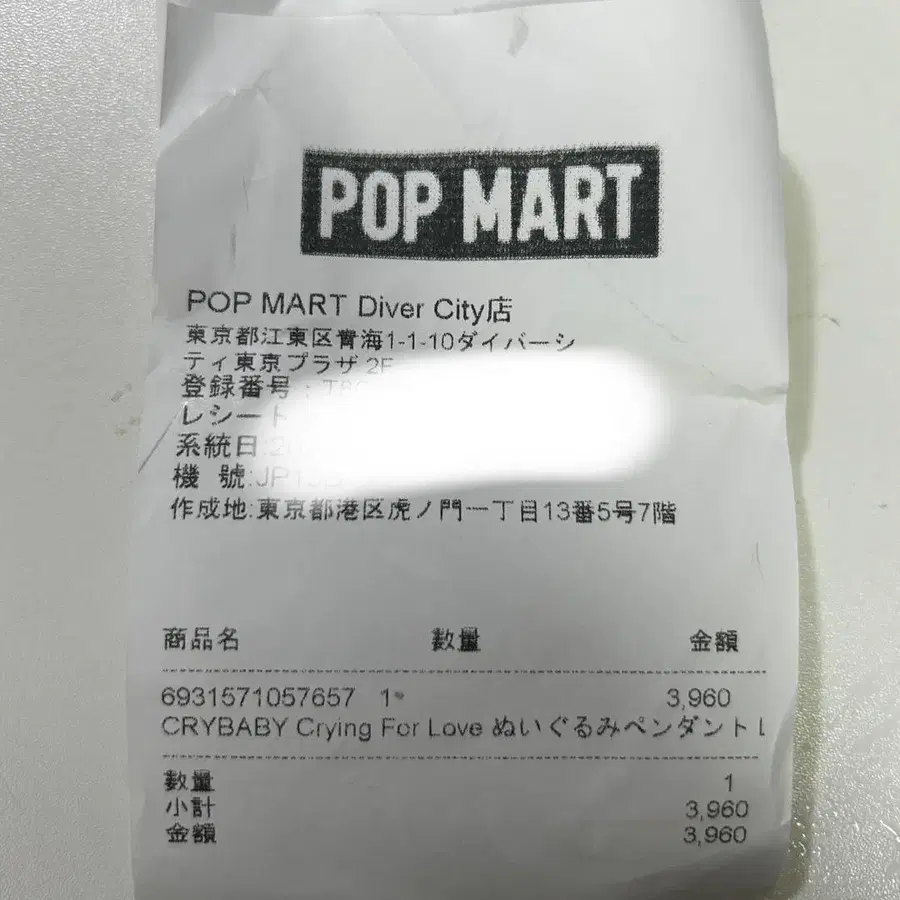 POP MART
POP MART Diver City店
東京都江東区青海1-1-10ダイバーシ
ティ東京プラザ 2F
登録番号:
レシート
系統日:
機 號:
作成地:東京都港区虎ノ門一丁目13番5号7階
商品名 數量 金額
6931571057657 1 3,960
CRYBABY Crying For Love ぬいぐるみペンダント
數量 1
小計 3,960
金額 3,960